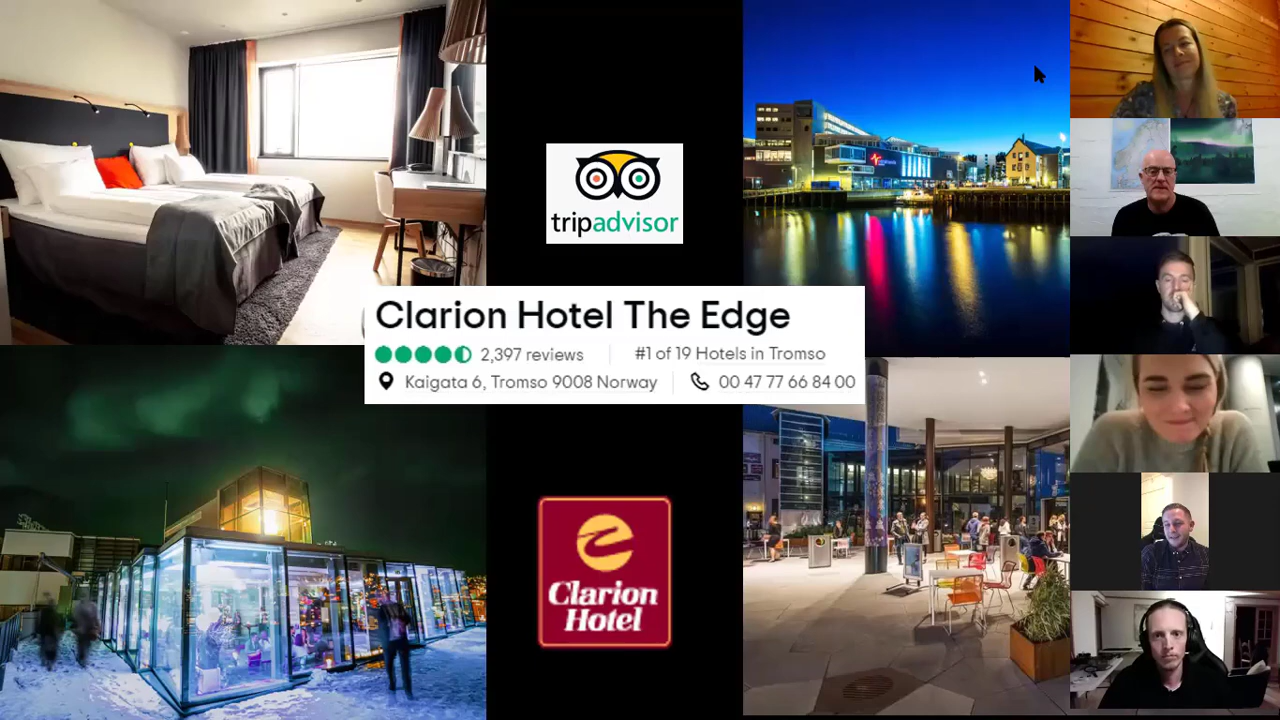 tripadvisor
Clarion Hotel The Edge
2,397 reviews
#1 of 19 Hotels in Tromso
Kaigata 6, Tromso 9008 Norway
00 47 77 66 84 00
Clarion
Hotel